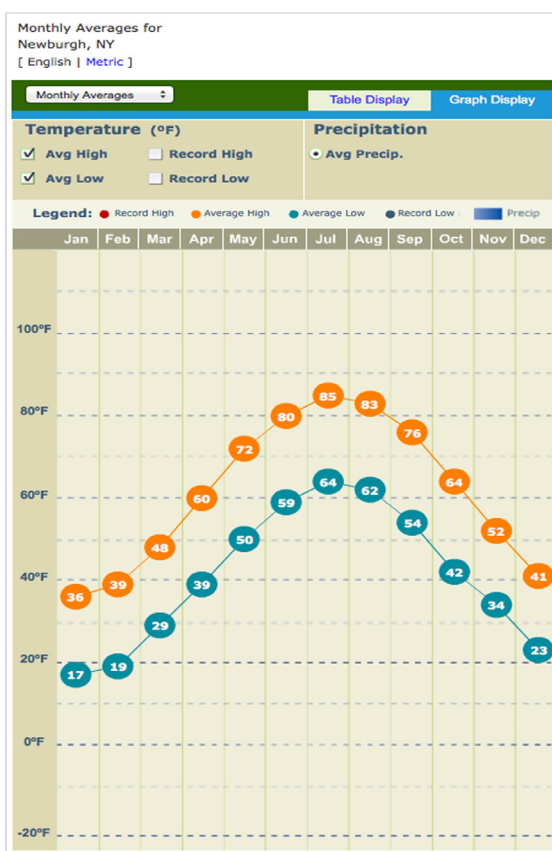 Monthly Averages for
Newburgh, NY
[ English | Metric ]
Monthly Averages
Table Display Graph Display
Temperature (ºF) Precipitation
Avg High Record High Avg Precip.
Avg Low Record Low
Legend: Record High Average High Average Low Record Low Precip
Jan Feb Mar Apr May Jun Jul Aug Sep Oct Nov Dec
100ºF
80ºF
60ºF
40ºF
20ºF
0ºF
-20ºF
36 39 48 60 72 80 85 83 76 64 52 41
17 19 29 39 50 59 64 62 54 42 34 23